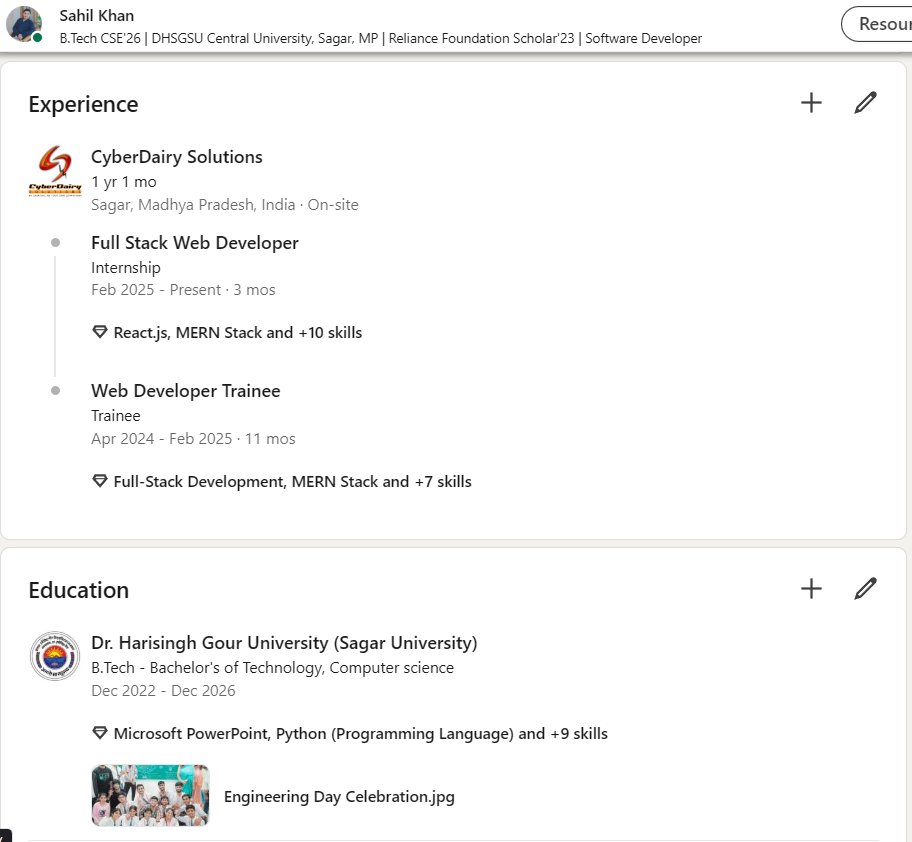 Sahil Khan
B.Tech CSE'26 | DHSGSU Central University, Sagar, MP | Reliance Foundation Scholar'23 | Software Developer
Resour
Experience
CyberDairy
CyberDairy Solutions
1 yr 1 mo
Sagar, Madhya Pradesh, India · On-site
Full Stack Web Developer
Internship
Feb 2025 - Present · 3 mos
React.js, MERN Stack and +10 skills
Web Developer Trainee
Trainee
Apr 2024 - Feb 2025 · 11 mos
Full-Stack Development, MERN Stack and +7 skills
Education
Dr. Harisingh Gour University (Sagar University)
B.Tech - Bachelor's of Technology, Computer science
Dec 2022 - Dec 2026
Microsoft PowerPoint, Python (Programming Language) and +9 skills
Engineering Day Celebration.jpg